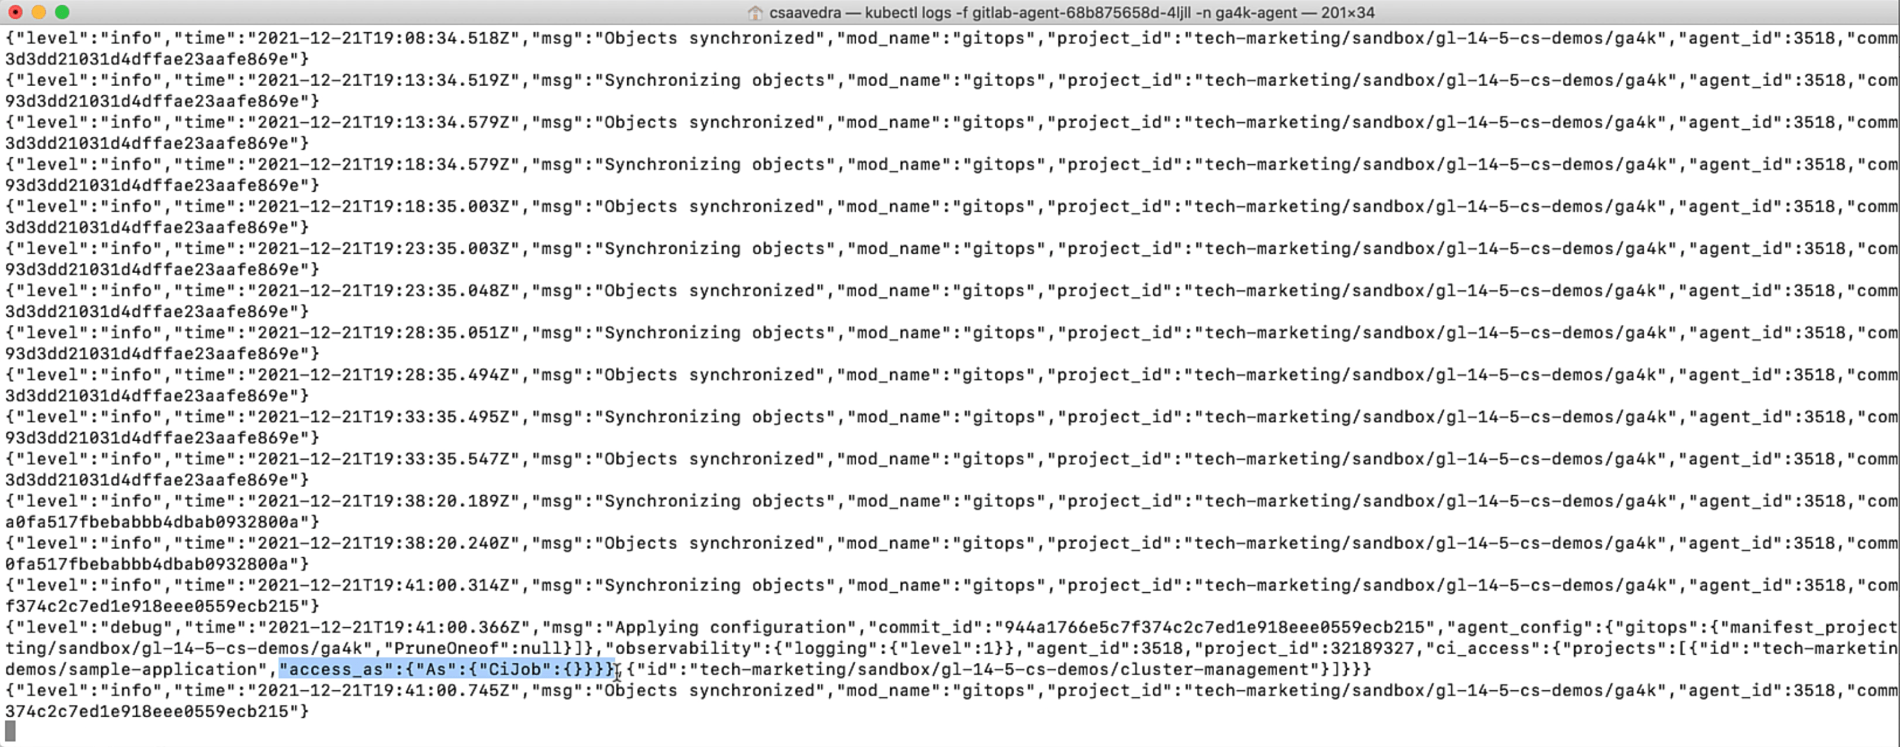 csaavedra — kubectl logs -f gitlab-agent-68b875658d-4ljll -n ga4k-agent — 201×34
{"level":"info","time":"2021-12-21T19:08:34.518Z","msg":"Objects synchronized","mod_name":"gitops","project_id":"tech-marketing/sandbox/gl-14-5-cs-demos/ga4k","agent_id":3518,"comm
3d3dd21031d4dffae23aafe869e"}
{"level":"info","time":"2021-12-21T19:13:34.519Z","msg":"Synchronizing objects","mod_name":"gitops","project_id":"tech-marketing/sandbox/gl-14-5-cs-demos/ga4k","agent_id":3518,"com
93d3dd21031d4dffae23aafe869e"}
{"level":"info","time":"2021-12-21T19:13:34.579Z","msg":"Objects synchronized","mod_name":"gitops","project_id":"tech-marketing/sandbox/gl-14-5-cs-demos/ga4k","agent_id":3518,"comm
3d3dd21031d4dffae23aafe869e"}
{"level":"info","time":"2021-12-21T19:18:34.579Z","msg":"Synchronizing objects","mod_name":"gitops","project_id":"tech-marketing/sandbox/gl-14-5-cs-demos/ga4k","agent_id":3518,"com
93d3dd21031d4dffae23aafe869e"}
{"level":"info","time":"2021-12-21T19:18:35.003Z","msg":"Objects synchronized","mod_name":"gitops","project_id":"tech-marketing/sandbox/gl-14-5-cs-demos/ga4k","agent_id":3518,"comm
3d3dd21031d4dffae23aafe869e"}
{"level":"info","time":"2021-12-21T19:23:35.003Z","msg":"Synchronizing objects","mod_name":"gitops","project_id":"tech-marketing/sandbox/gl-14-5-cs-demos/ga4k","agent_id":3518,"com
93d3dd21031d4dffae23aafe869e"}
{"level":"info","time":"2021-12-21T19:23:35.048Z","msg":"Objects synchronized","mod_name":"gitops","project_id":"tech-marketing/sandbox/gl-14-5-cs-demos/ga4k","agent_id":3518,"comm
3d3dd21031d4dffae23aafe869e"}
{"level":"info","time":"2021-12-21T19:28:35.051Z","msg":"Synchronizing objects","mod_name":"gitops","project_id":"tech-marketing/sandbox/gl-14-5-cs-demos/ga4k","agent_id":3518,"com
93d3dd21031d4dffae23aafe869e"}
{"level":"info","time":"2021-12-21T19:28:35.494Z","msg":"Objects synchronized","mod_name":"gitops","project_id":"tech-marketing/sandbox/gl-14-5-cs-demos/ga4k","agent_id":3518,"comm
3d3dd21031d4dffae23aafe869e"}
{"level":"info","time":"2021-12-21T19:33:35.495Z","msg":"Synchronizing objects","mod_name":"gitops","project_id":"tech-marketing/sandbox/gl-14-5-cs-demos/ga4k","agent_id":3518,"com
93d3dd21031d4dffae23aafe869e"}
{"level":"info","time":"2021-12-21T19:33:35.547Z","msg":"Objects synchronized","mod_name":"gitops","project_id":"tech-marketing/sandbox/gl-14-5-cs-demos/ga4k","agent_id":3518,"comm
3d3dd21031d4dffae23aafe869e"}
{"level":"info","time":"2021-12-21T19:38:20.189Z","msg":"Synchronizing objects","mod_name":"gitops","project_id":"tech-marketing/sandbox/gl-14-5-cs-demos/ga4k","agent_id":3518,"com
a0fa517fbebabbb4dbab0932800a"}
{"level":"info","time":"2021-12-21T19:38:20.240Z","msg":"Objects synchronized","mod_name":"gitops","project_id":"tech-marketing/sandbox/gl-14-5-cs-demos/ga4k","agent_id":3518,"comm
0fa517fbebabbb4dbab0932800a"}
{"level":"info","time":"2021-12-21T19:41:00.314Z","msg":"Synchronizing objects","mod_name":"gitops","project_id":"tech-marketing/sandbox/gl-14-5-cs-demos/ga4k","agent_id":3518,"com
f374c2c7ed1e918eee0559ecb215"}
{"level":"debug","time":"2021-12-21T19:41:00.366Z","msg":"Applying configuration","commit_id":"944a1766e5c7f374c2c7ed1e918eee0559ecb215","agent_config":{"gitops":{"manifest_project
ting/sandbox/gl-14-5-cs-demos/ga4k","PruneOneof":null}]},"observability":{"logging":{"level":1}},"agent_id":3518,"project_id":32189327,"ci_access":{"projects":[{"id":"tech-marketin
demos/sample-application","access_as":{"As":{"CiJob":{}}}},{"id":"tech-marketing/sandbox/gl-14-5-cs-demos/cluster-management"}]}}}
{"level":"info","time":"2021-12-21T19:41:00.745Z","msg":"Objects synchronized","mod_name":"gitops","project_id":"tech-marketing/sandbox/gl-14-5-cs-demos/ga4k","agent_id":3518,"comm
374c2c7ed1e918eee0559ecb215"}